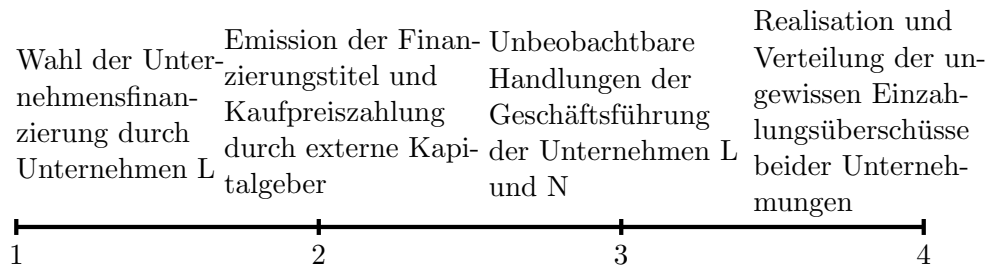 Wahl der Unter-
nehmensfinan-
zierung durch
Unternehmen L
Emission der Finan-
zierungstitel und
Kaufpreiszahlung
durch externe Kapi-
talgeber
Unbeobachtbare
Handlungen der
Geschäftsführung
der Unternehmen L
und N
Realisation und
Verteilung der un-
gewissen Einzah-
lungsüberschüsse
beider Unterneh-
mungen
1
2
3
4